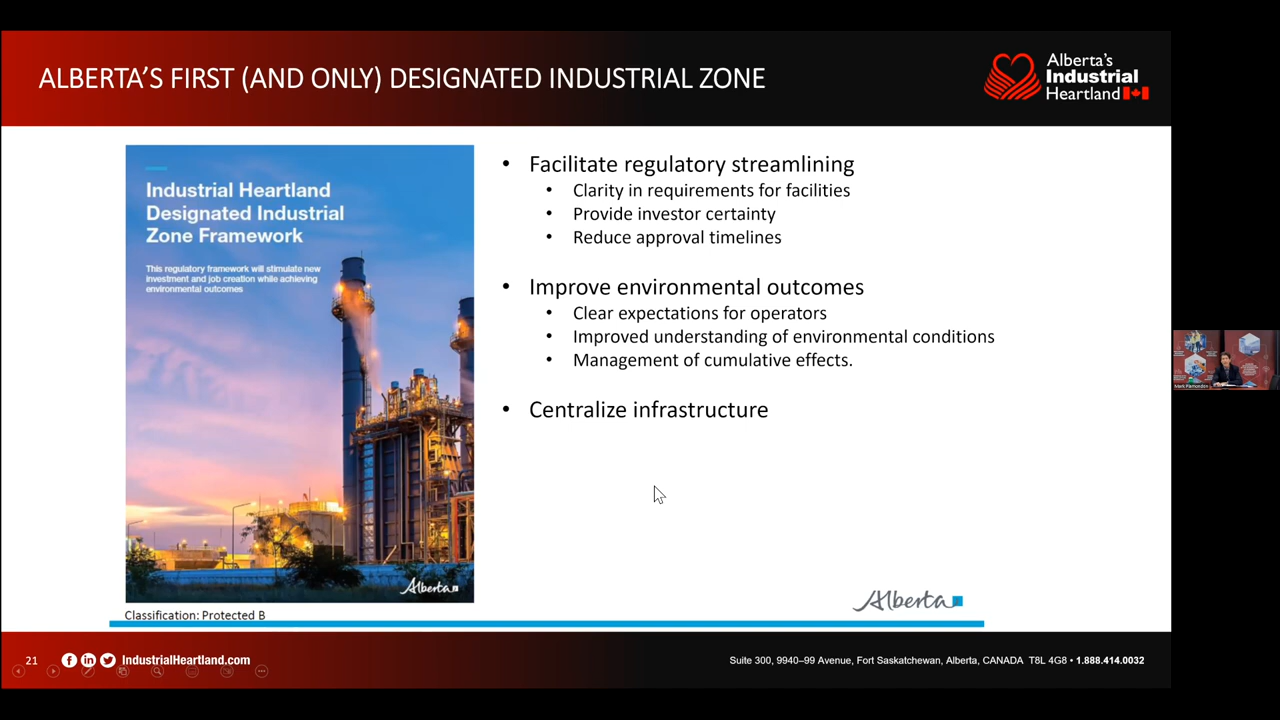 ALBERTA'S FIRST (AND ONLY) DESIGNATED INDUSTRIAL ZONE
Alberta's
Industrial
Heartland
Industrial Heartland
Designated Industrial
Zone Framework
This regulatory framework will stimulate new
investment and job creation while achieving
environmental outcomes
Alberta
Classification: Protected B
• Facilitate regulatory streamlining
• Clarity in requirements for facilities
• Provide investor certainty
• Reduce approval timelines
• Improve environmental outcomes
• Clear expectations for operators
• Improved understanding of environmental conditions
• Management of cumulative effects.
• Centralize infrastructure
Alberta
21
IndustrialHeartland.com
Suite 300, 9940–99 Avenue, Fort Saskatchewan, Alberta, CANADA T8L 4G8 • 1.888.414.0032